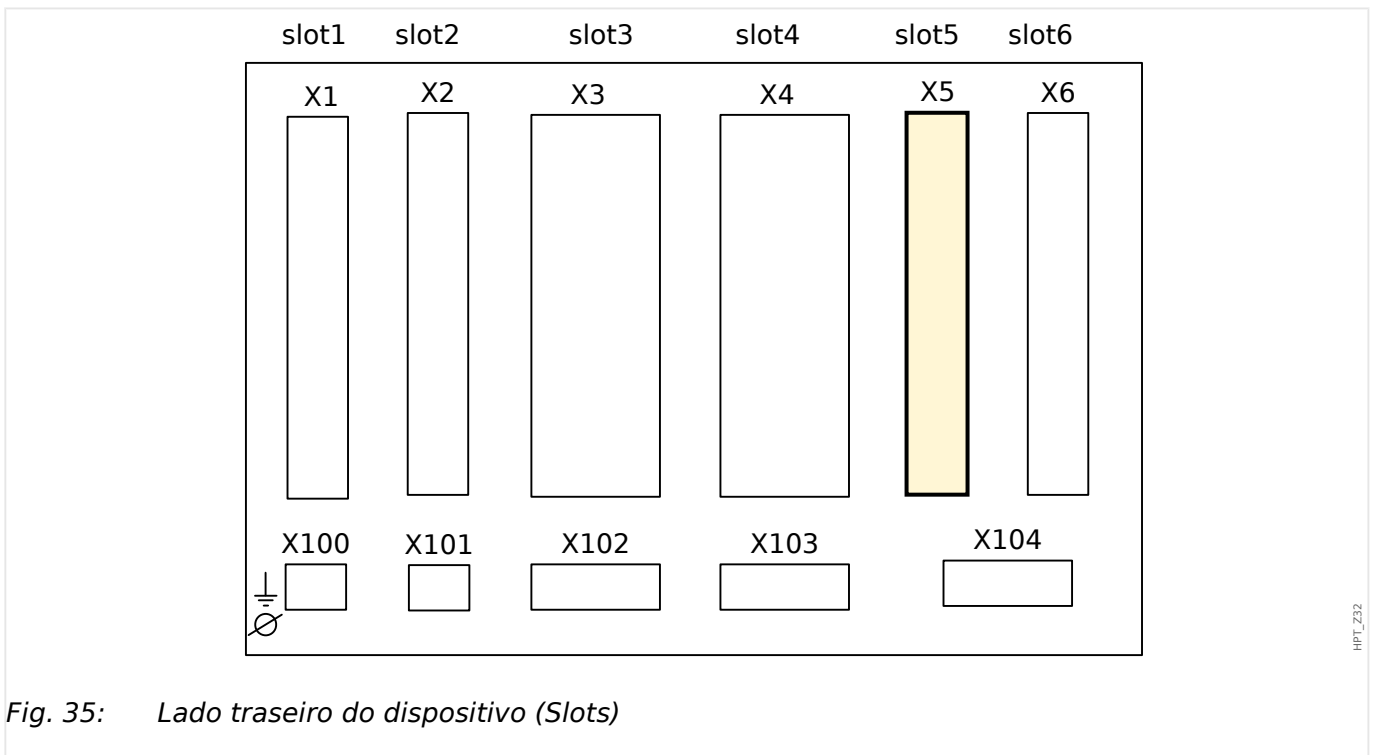 slot1 slot2 slot3 slot4 slot5 slot6
X1 X2 X3 X4 X5 X6
X100 X101 X102 X103 X104
HPT_Z32
Fig. 35: Lado traseiro do dispositivo (Slots)